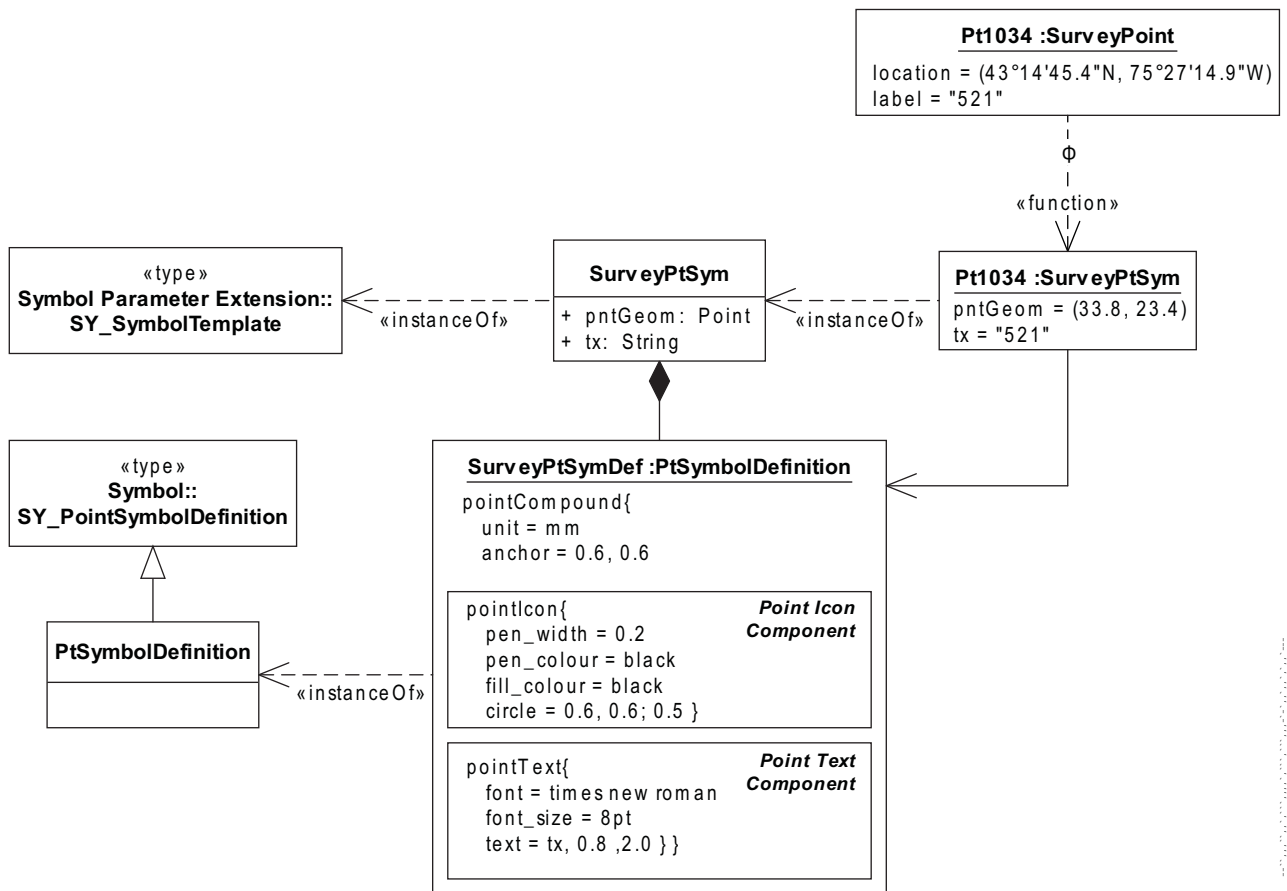 Pt1034 :SurveyPoint
location = (43°14'45.4"N, 75°27'14.9"W)
label = "521"
Φ
«function»
«type»
Symbol Parameter Extension::
SY_SymbolTemplate
«instanceOf»
SurveyPtSym
+ pntGeom: Point
+ tx: String
«instanceOf»
Pt1034 :SurveyPtSym
pntGeom = (33.8, 23.4)
tx = "521"
«type»
Symbol::
SY_PointSymbolDefinition
PtSymbolDefinition
«instanceOf»
SurveyPtSymDef :PtSymbolDefinition
pointCompound{
unit = mm
anchor = 0.6, 0.6
pointIcon{
Point Icon
Component
pen_width = 0.2
pen_colour = black
fill_colour = black
circle = 0.6, 0.6; 0.5 }
pointText{
Point Text
Component
font = times new roman
font_size = 8pt
text = tx, 0.8 ,2.0 } }